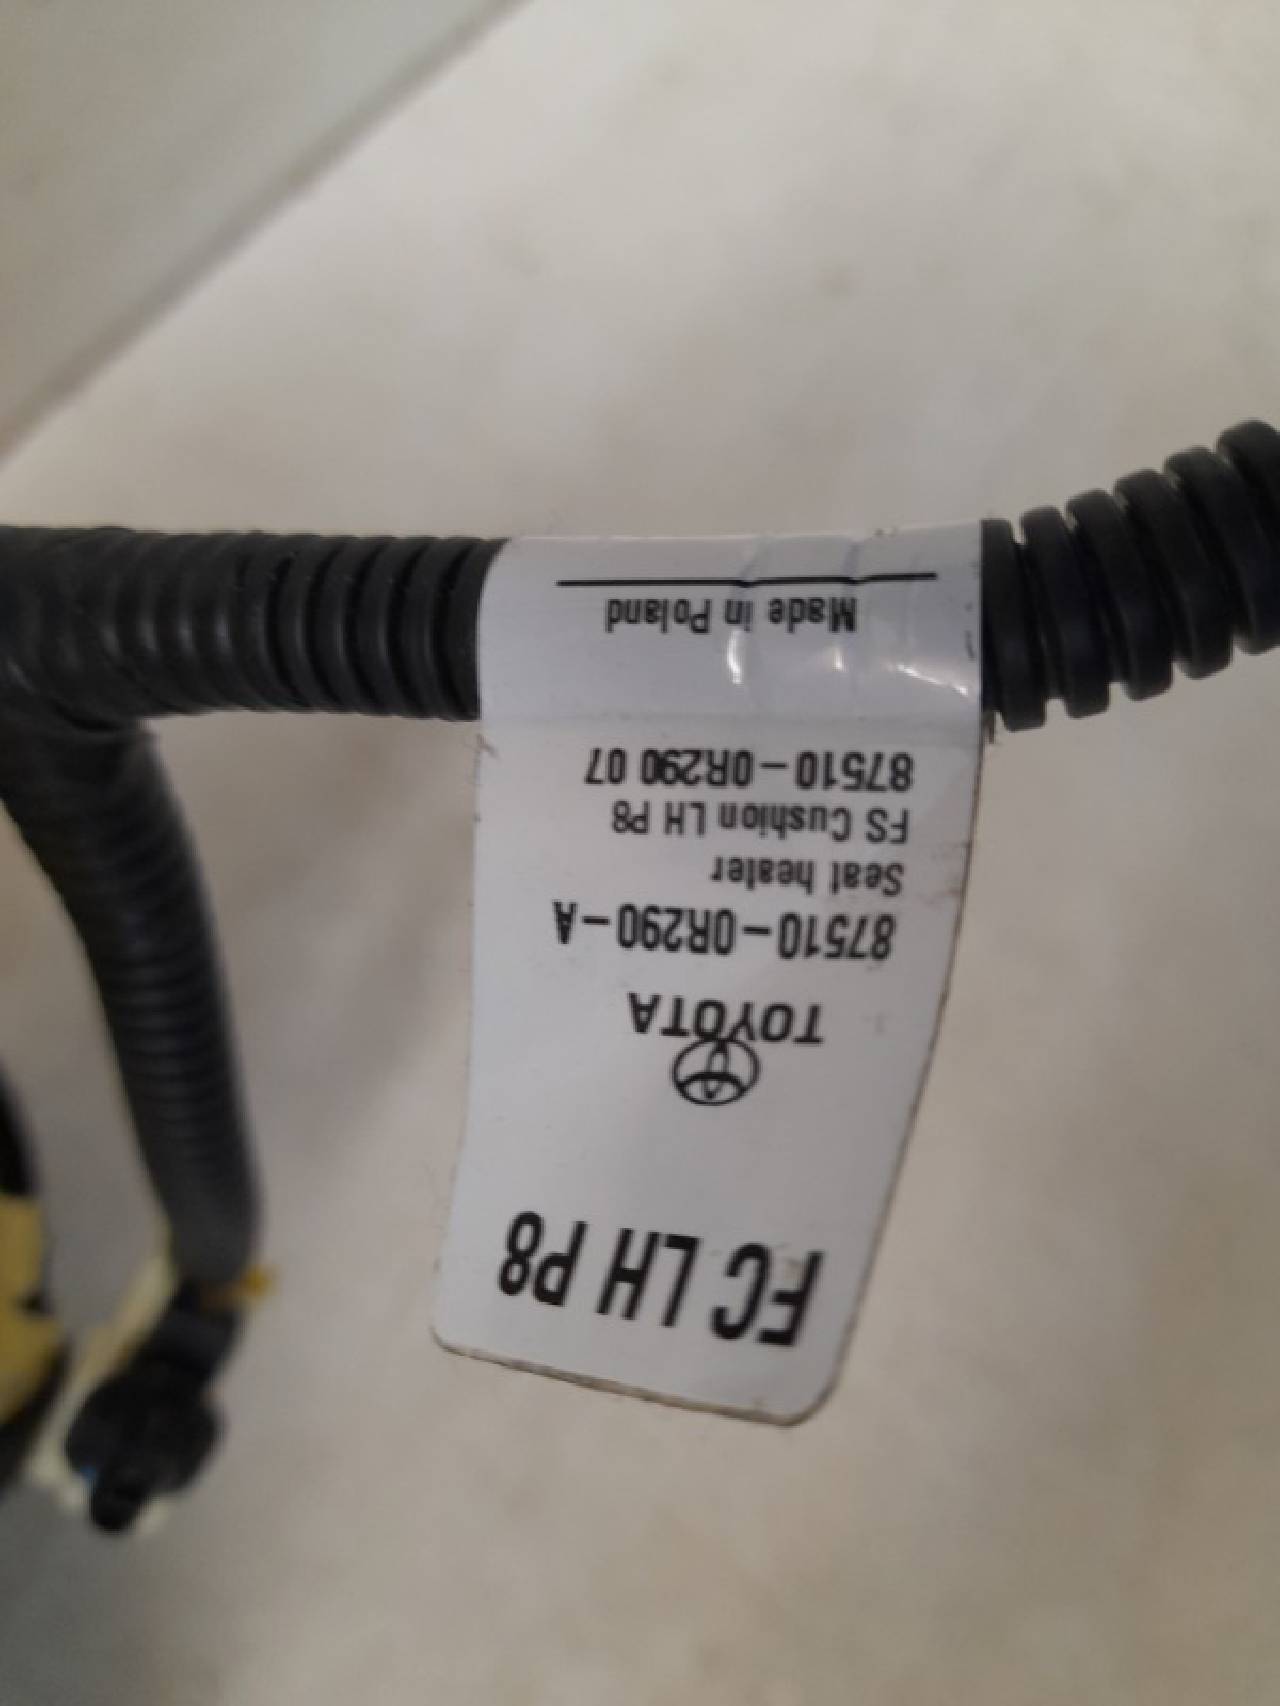 FC LH P8
TOYOTA
87510-0R290-A
Seat heater
FS Cushion LH P8
87510-0R290 07
Made in Poland